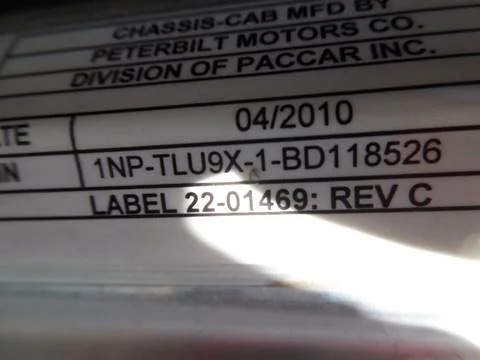 CHASSIS-CAB MFD BY
PETERBILT MOTORS CO.
DIVISION OF PACCAR INC.
04/2010
1NP-TLU9X-1-BD118526
LABEL 22-01469: REV C